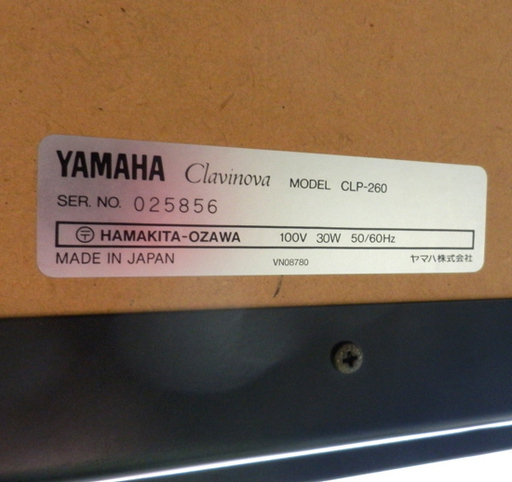 YAMAHA Clavinova MODEL CLP-260
SER. NO. 025856
〒 HAMAKITA-OZAWA 100V 30W 50/60Hz
MADE IN JAPAN VN08780 ヤマハ株式会社